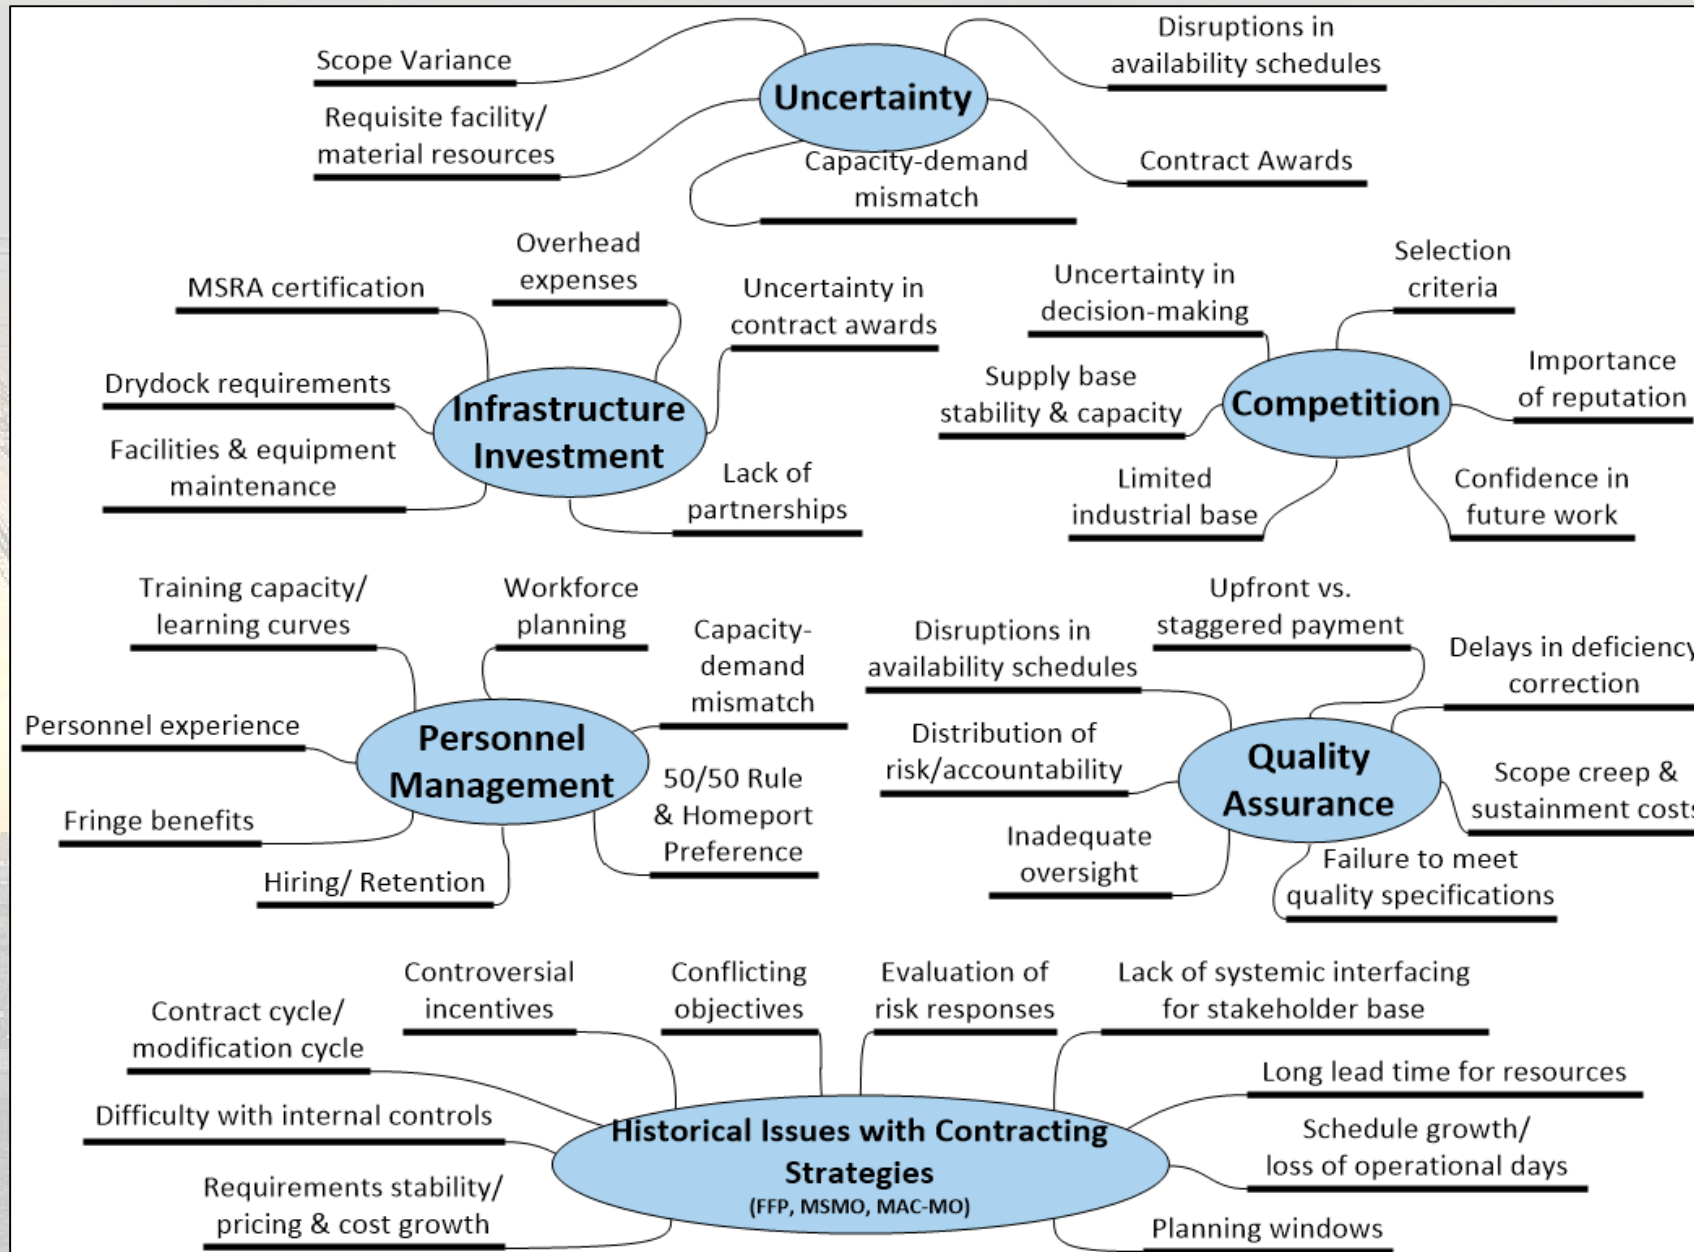 Scope Variance
Requisite facility/
material resources
Uncertainty
Disruptions in
availability schedules
Contract Awards
Capacity-demand
mismatch
MSRA certification
Overhead
expenses
Uncertainty in
contract awards
Drydock requirements
Infrastructure
Investment
Facilities & equipment
maintenance
Lack of
partnerships
Uncertainty in
decision-making
Selection
criteria
Supply base
stability & capacity
Competition
Importance
of reputation
Limited
industrial base
Confidence in
future work
Training capacity/
learning curves
Workforce
planning
Capacity-
demand
mismatch
Personnel experience
Personnel
Management
50/50 Rule
& Homeport
Preference
Fringe benefits
Hiring/ Retention
Disruptions in
availability schedules
Upfront vs.
staggered payment
Delays in deficiency
correction
Distribution of
risk/accountability
Quality
Assurance
Scope creep &
sustainment costs
Inadequate
oversight
Failure to meet
quality specifications
Contract cycle/
modification cycle
Controversial
incentives
Conflicting
objectives
Evaluation of
risk responses
Lack of systemic interfacing
for stakeholder base
Difficulty with internal controls
Historical Issues with Contracting
Strategies
(FFP, MSMO, MAC-MO)
Long lead time for resources
Schedule growth/
loss of operational days
Requirements stability/
pricing & cost growth
Planning windows